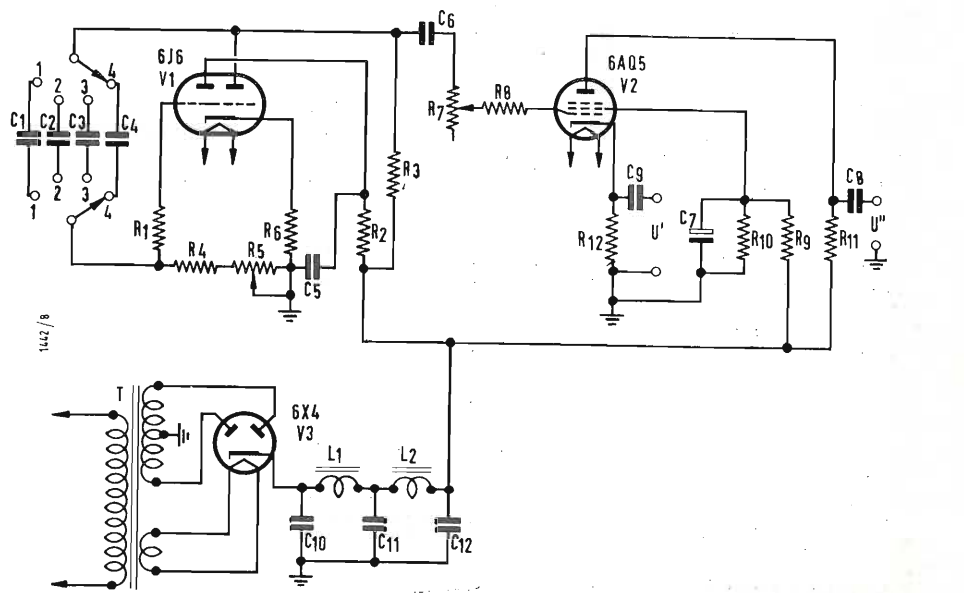 C6
6J6
V1
6AQ5
V2
1
2
3
4
C1
C2
C3
C4
R7
R8
R3
C9
C8
U'
U"
C7
R1
R6
R2
R12
R10
R9
R11
R4
R5
C5
1
2
3
4
1442/8
T
6X4
V3
L1
L2
C10
C11
C12